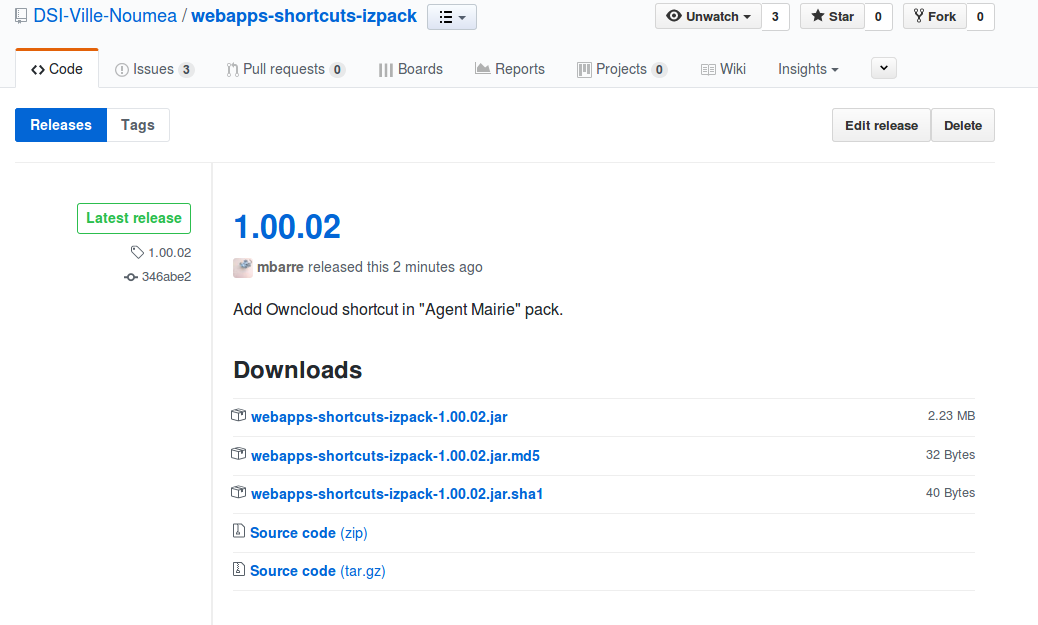 DSI-Ville-Noumea / webapps-shortcuts-izpack
Unwatch 3 Star 0 Fork 0
Code Issues 3 Pull requests 0 Boards Reports Projects 0 Wiki Insights
Releases Tags
Edit release Delete
Latest release
1.00.02
346abe2
1.00.02
mbarre released this 2 minutes ago
Add Owncloud shortcut in "Agent Mairie" pack.
Downloads
webapps-shortcuts-izpack-1.00.02.jar 2.23 MB
webapps-shortcuts-izpack-1.00.02.jar.md5 32 Bytes
webapps-shortcuts-izpack-1.00.02.jar.sha1 40 Bytes
Source code (zip)
Source code (tar.gz)